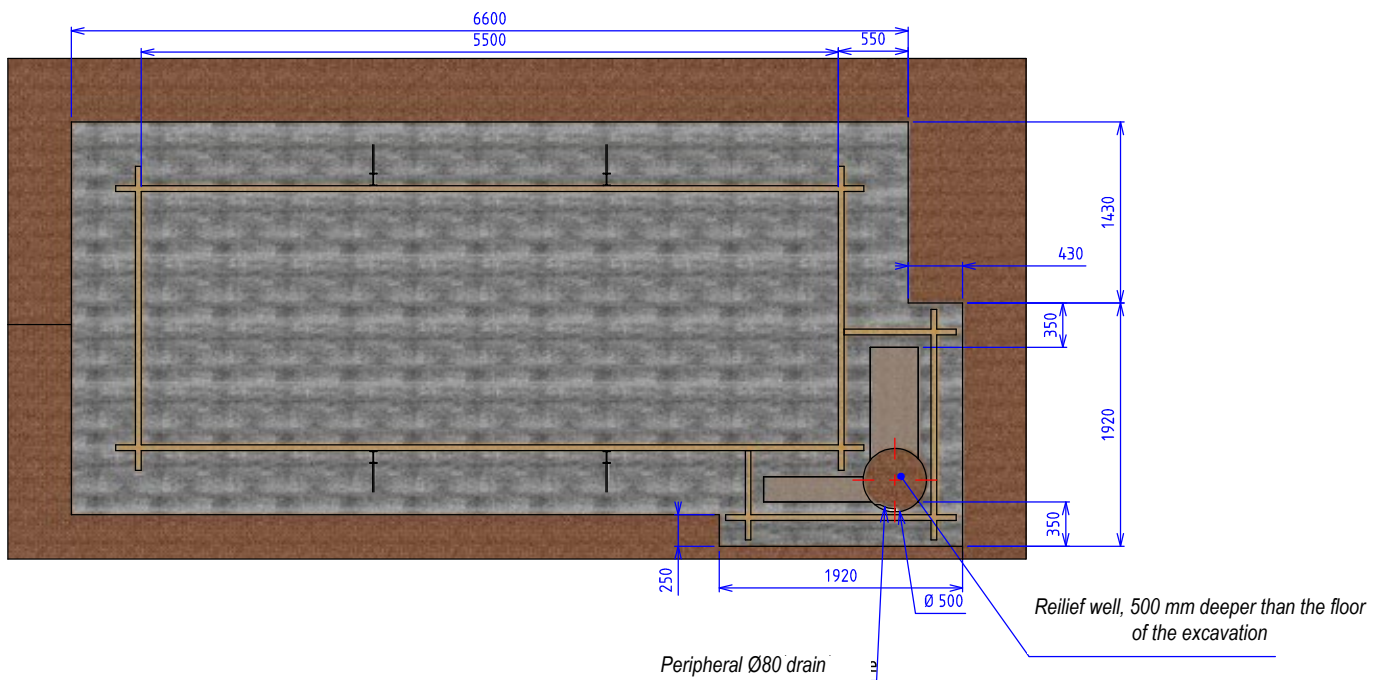 6600
5500
550
1430
430
350
1920
350
250
1920
Ø 500
Reilief well, 500 mm deeper than the floor
of the excavation
Peripheral Ø80 drain